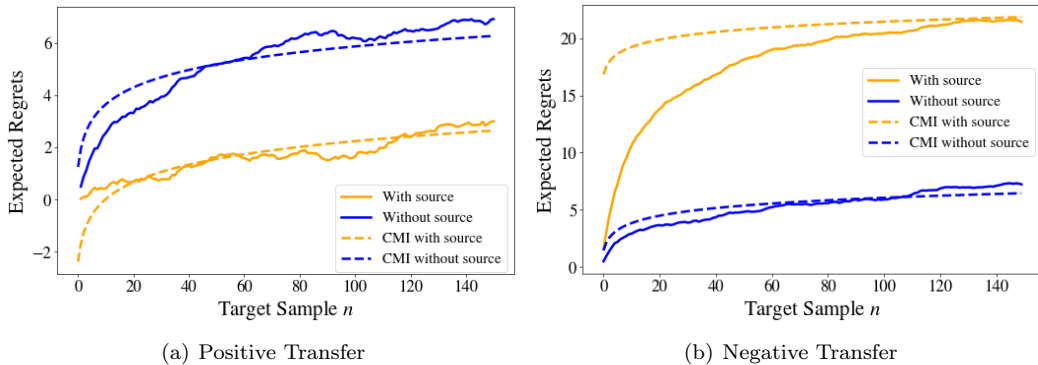 6
4
2
0
−2
Expected Regrets
With source
Without source
CMI with source
CMI without source
0 20 40 60 80 100 120 140
Target Sample n
(a) Positive Transfer
20
15
10
5
0
Expected Regrets
With source
Without source
CMI with source
CMI without source
0 20 40 60 80 100 120 140
Target Sample n
(b) Negative Transfer